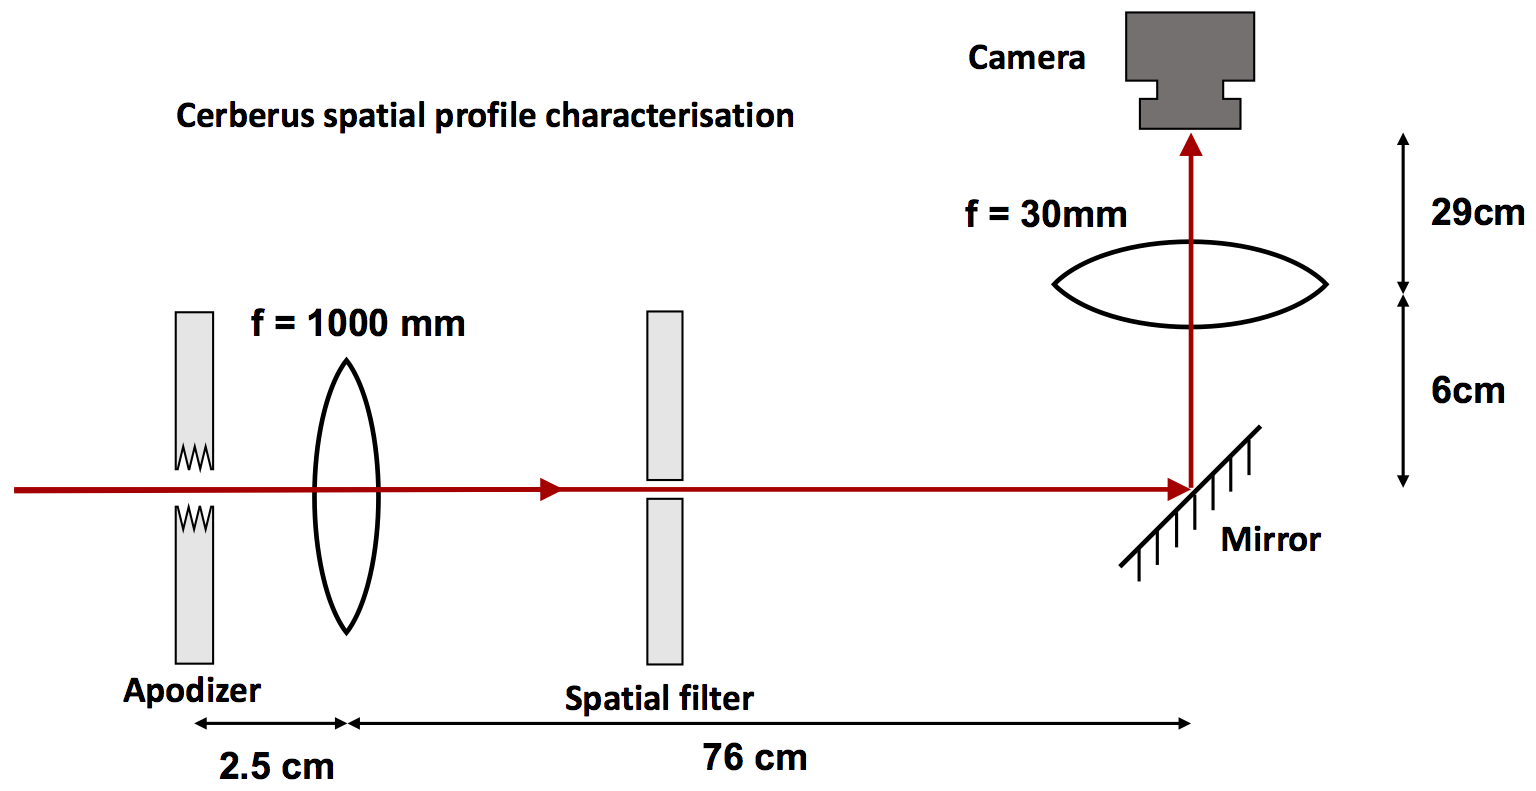 Camera
Cerberus spatial profile characterisation
f = 30mm
29cm
f = 1000 mm
6cm
Mirror
Apodizer
Spatial filter
2.5 cm
76 cm